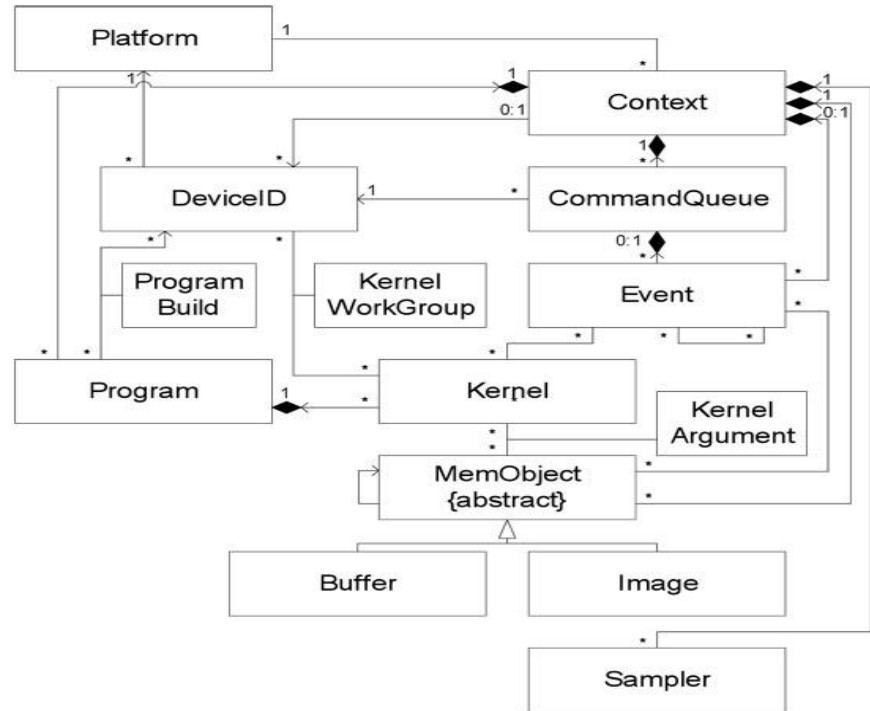 Platform
1
*
1
1
1
Context
1
0:1
0:1
1
*
*
*
DeviceID
1
*
CommandQueue
0:1
*
*
*
Program
Build
Kernel
WorkGroup
Event
*
*
*
*
*
*
*
*
Program
1
*
*
Kernel
Kernel
Argument
*
*
MemObject
{abstract}
*
*
Buffer
Image
*
Sampler